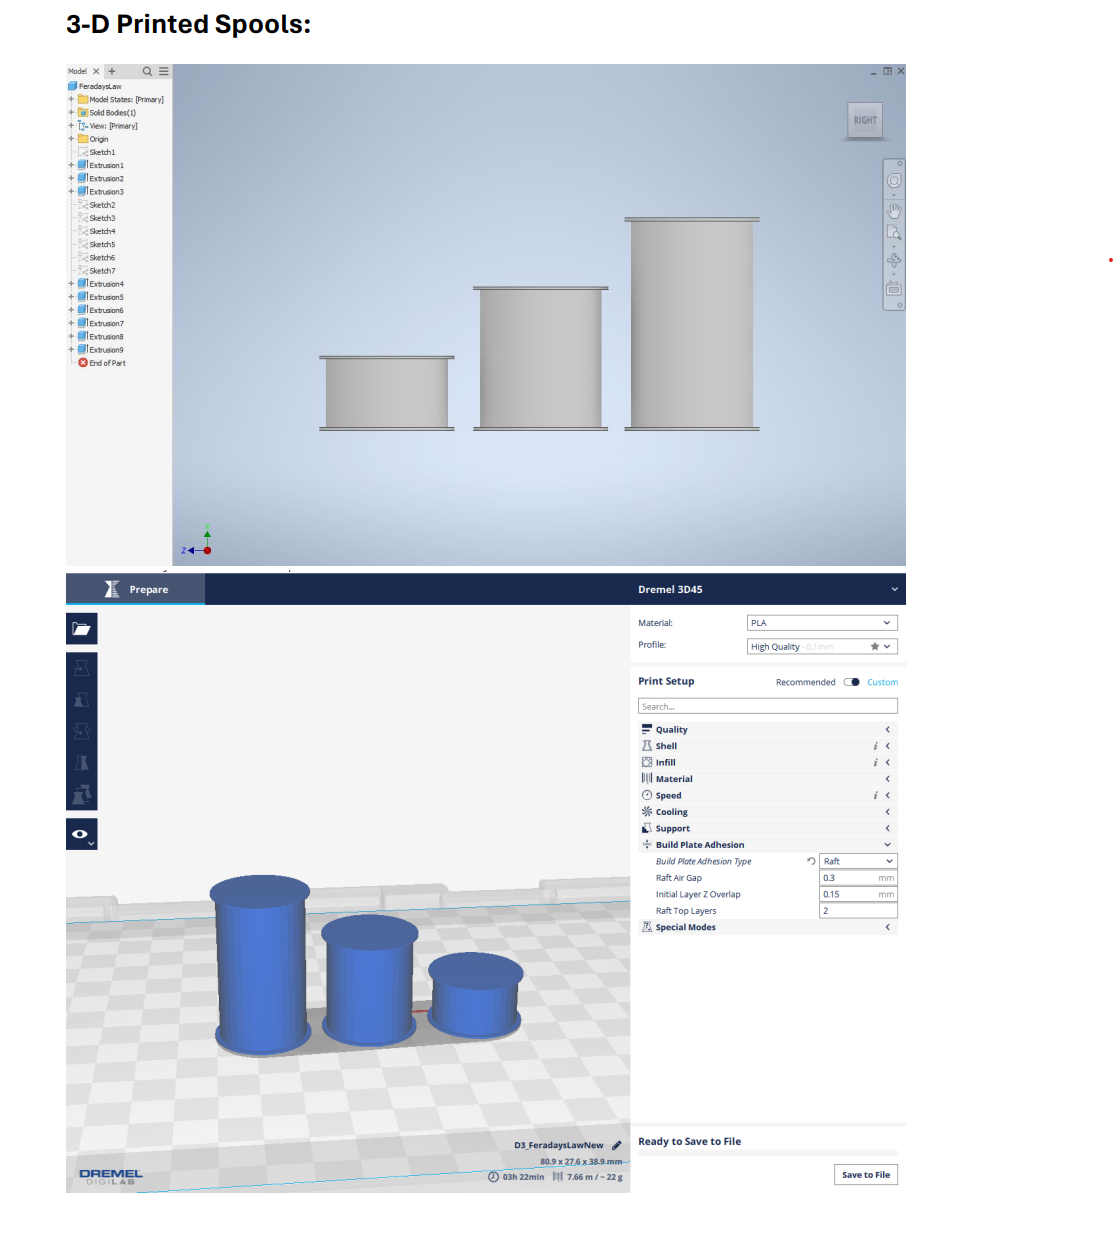 3-D Printed Spools:
Model
FeradaysLaw
Model States: [Primary]
Solid Bodies(1)
View: [Primary]
Origin
Sketch1
Extrusion1
Extrusion2
Extrusion3
Sketch2
Sketch3
Sketch4
Sketch5
Sketch6
Sketch7
Extrusion4
Extrusion5
Extrusion6
Extrusion7
Extrusion8
Extrusion9
End of Part
RIGHT
Y
Z
Prepare
Dremel 3D45
Material:
PLA
Profile:
High Quality - 0.1mm
Print Setup
Recommended
Custom
Search...
Quality
Shell
i
Infill
i
Material
Speed
i
Cooling
Support
Build Plate Adhesion
Build Plate Adhesion Type
Raft
Raft Air Gap
0.3 mm
Initial Layer Z Overlap
0.15 mm
Raft Top Layers
2
Special Modes
D3_FeradaysLawNew
80.9 x 27.6 x 38.9 mm
03h 22min
7.66 m / ~ 22 g
DREMEL
DIGILAB
Ready to Save to File
Save to File